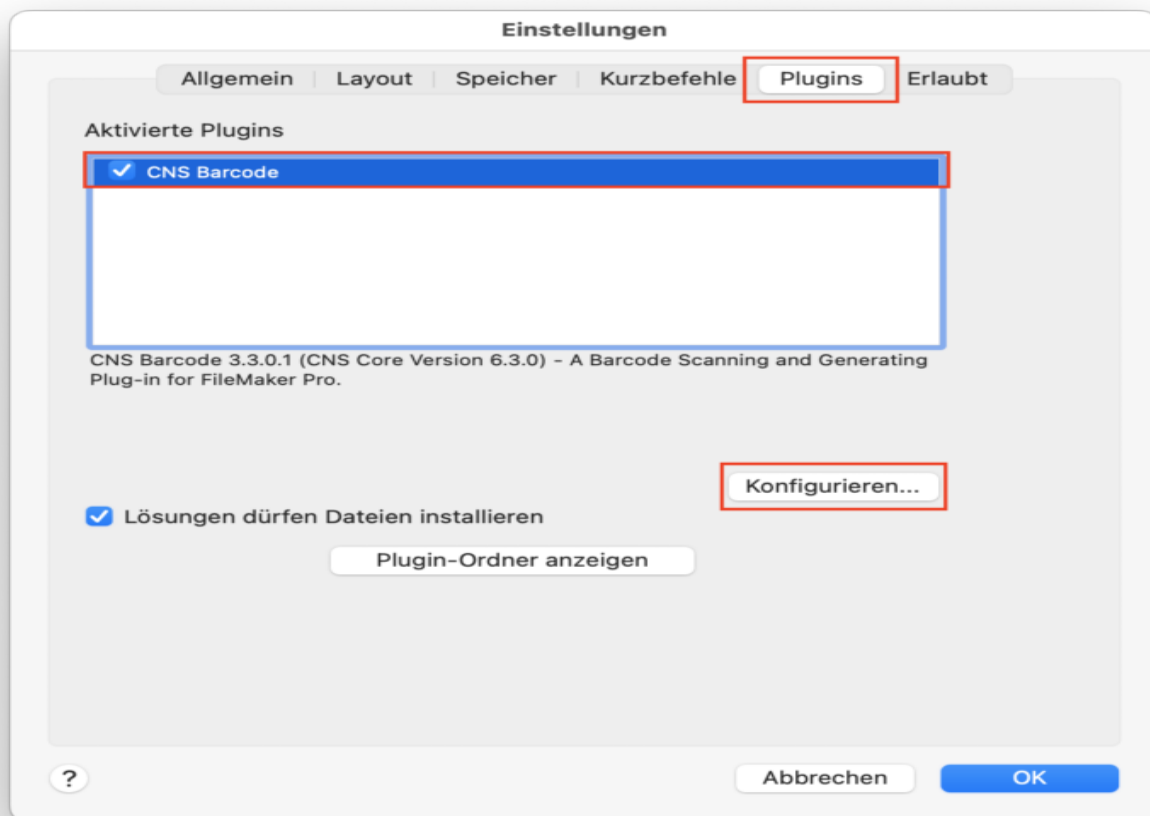 Einstellungen
Allgemein Layout Speicher Kurzbefehle Plugins Erlaubt
Aktivierte Plugins
CNS Barcode
CNS Barcode 3.3.0.1 (CNS Core Version 6.3.0) – A Barcode Scanning and Generating
Plug-in for FileMaker Pro.
Konfigurieren...
Lösungen dürfen Dateien installieren
Plugin-Ordner anzeigen
? Abbrechen OK